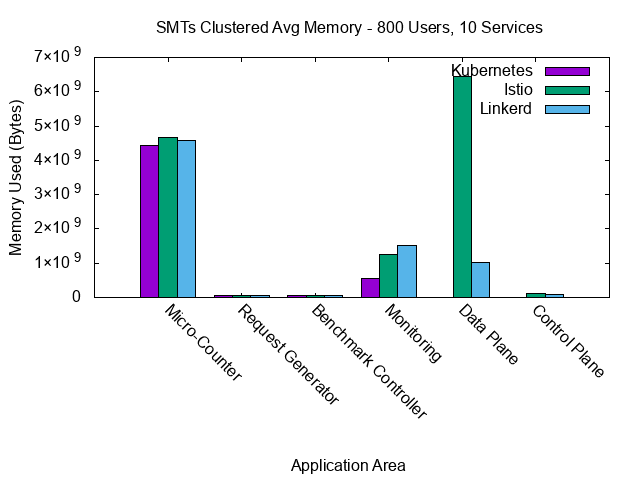 SMTs Clustered Avg Memory - 800 Users, 10 Services
Memory Used (Bytes)
7×10^9
6×10^9
5×10^9
4×10^9
3×10^9
2×10^9
1×10^9
0
Kubernetes
Istio
Linkerd
Micro-Counter
Request Generator
Benchmark Controller
Monitoring
Data Plane
Control Plane
Application Area